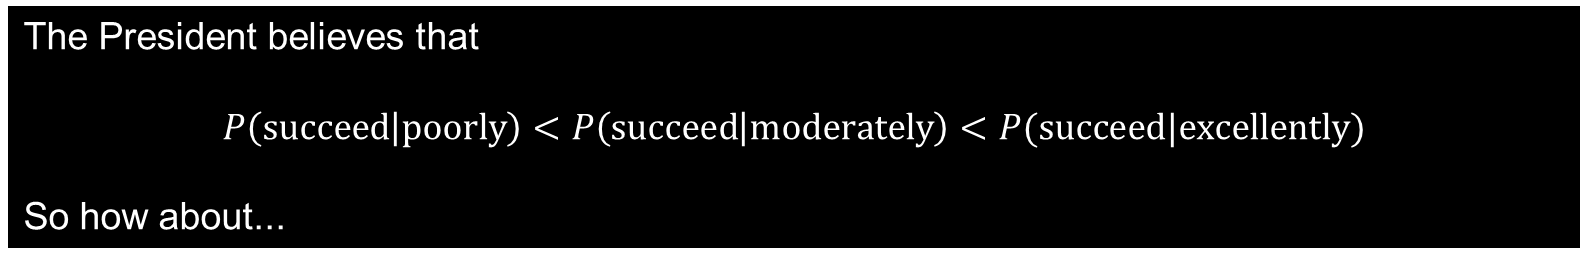 The President believes that
P(succeed|poorly) < P(succeed|moderately) < P(succeed|excellently)
So how about...